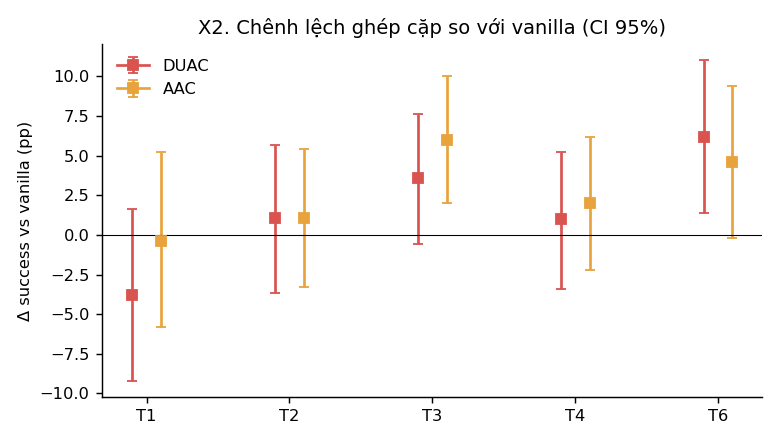 X2. Chênh lệch ghép cặp so với vanilla (CI 95%)
DUAC
AAC
Δ success vs vanilla (pp)
10.0
7.5
5.0
2.5
0.0
−2.5
−5.0
−7.5
−10.0
T1 T2 T3 T4 T6